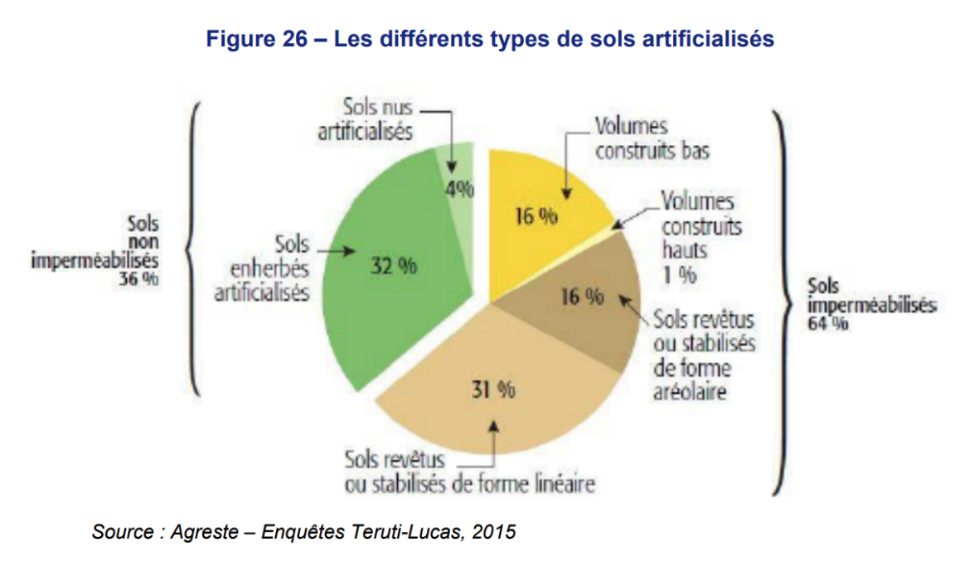 Figure 26 – Les différents types de sols artificialisés
Sols nus
artificialisés
4%
Volumes
construits bas
16 %
Volumes
construits
hauts
1 %
Sols
non
imperméabilisés
36 %
Sols
enherbés
artificialisés
32 %
16 %
Sols revêtus
ou stabilisés
de forme
aréolaire
Sols
imperméabilisés
64 %
31 %
Sols revêtus
ou stabilisés de forme linéaire
Source : Agreste – Enquêtes Teruti-Lucas, 2015